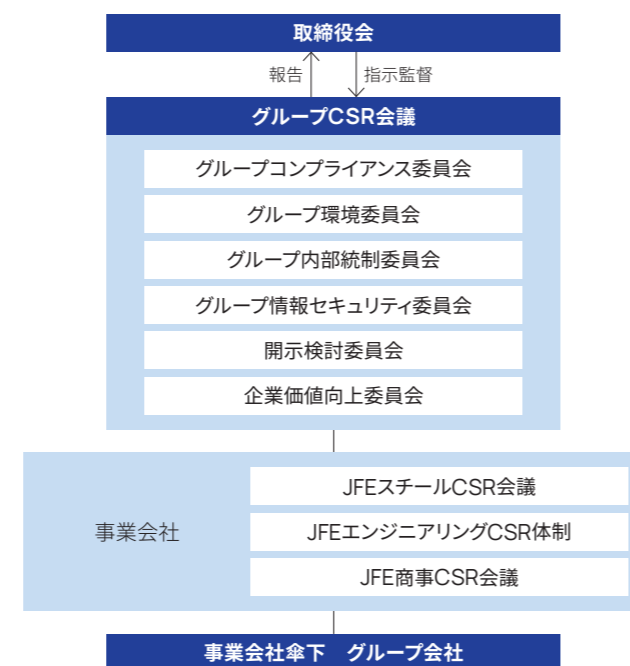 取締役会
報告
指示監督
グループCSR会議
グループコンプライアンス委員会
グループ環境委員会
グループ内部統制委員会
グループ情報セキュリティ委員会
開示検討委員会
企業価値向上委員会
事業会社
JFEスチールCSR会議
JFEエンジニアリングCSR体制
JFE商事CSR会議
事業会社傘下　グループ会社